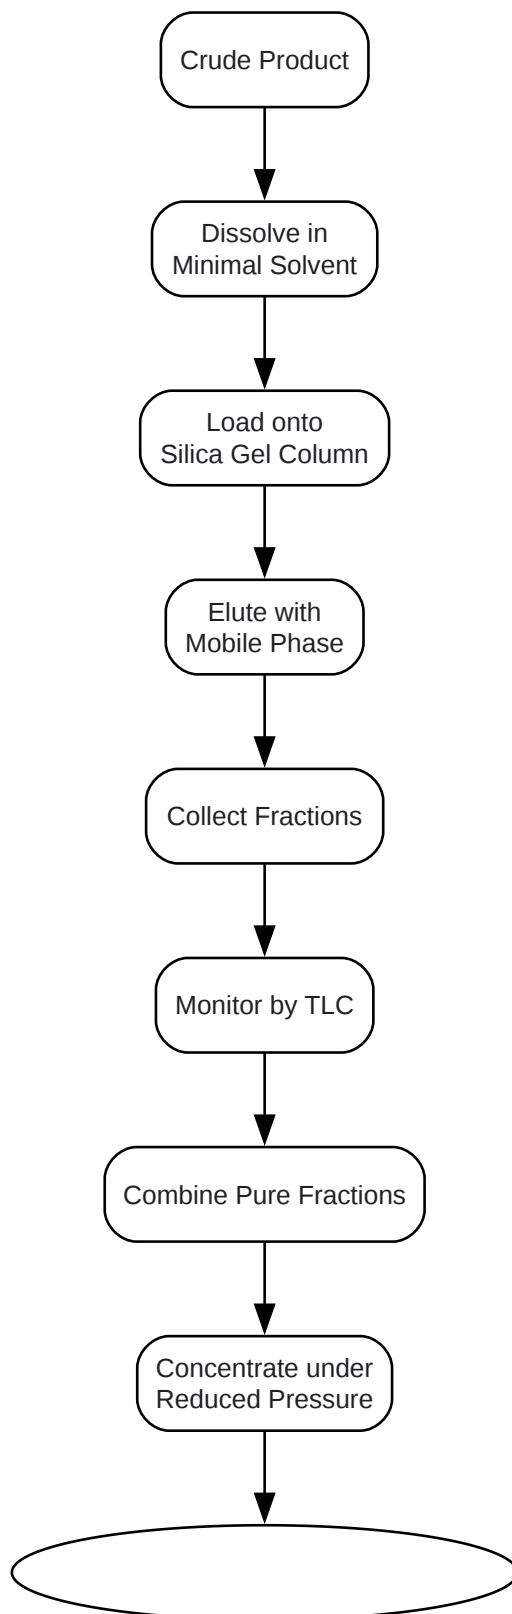 Crude Product
Dissolve in
Minimal Solvent
Load onto
Silica Gel Column
Elute with
Mobile Phase
Collect Fractions
Monitor by TLC
Combine Pure Fractions
Concentrate under
Reduced Pressure